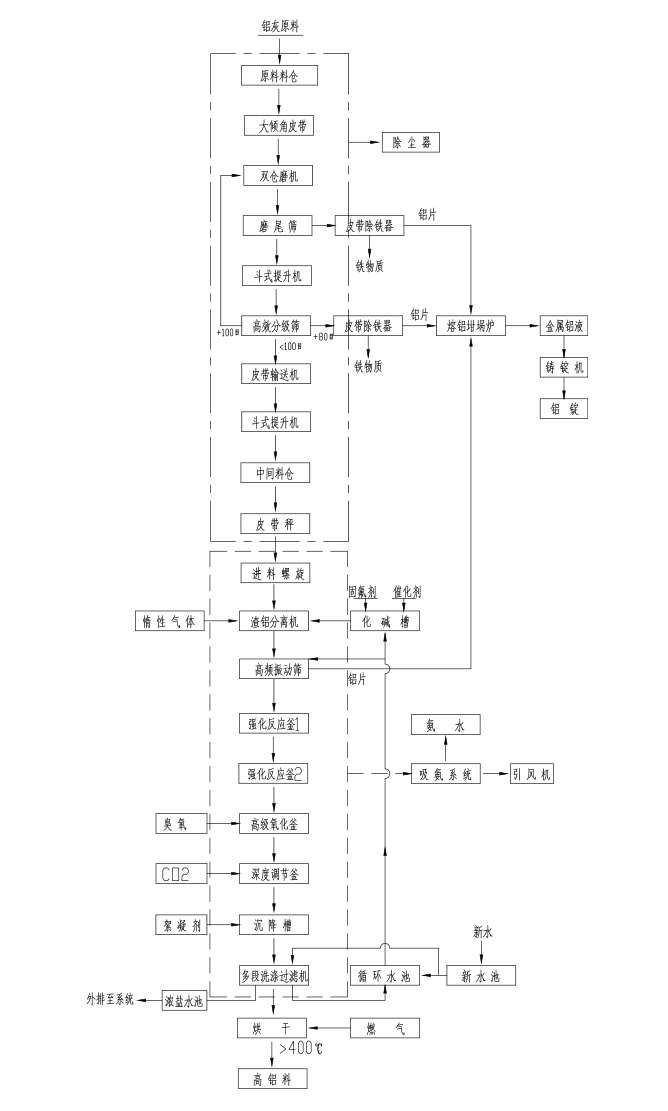 铝灰原料
原料料仓
大倾角皮带
除尘器
双仓磨机
磨尾筛
皮带除铁器
铝片
铁物质
斗式提升机
+100目
高效分级筛
+80目
皮带除铁器
铝片
熔铝坩埚炉
金属铝液
<100目
铁物质
皮带输送机
铸锭机
铝锭
斗式提升机
中间料仓
皮带秤
进料螺旋
固氟剂
催化剂
惰性气体
渣铝分离机
化碱槽
高频振动筛
铝片
强化反应釜1
氨水
强化反应釜2
吸氨系统
引风机
臭氧
高级氧化釜
CO2
深度调节釜
絮凝剂
沉降槽
新水
多段洗涤过滤机
循环水池
新水池
外排至系统
浓盐水池
烘干
燃气
>400℃
高铝料